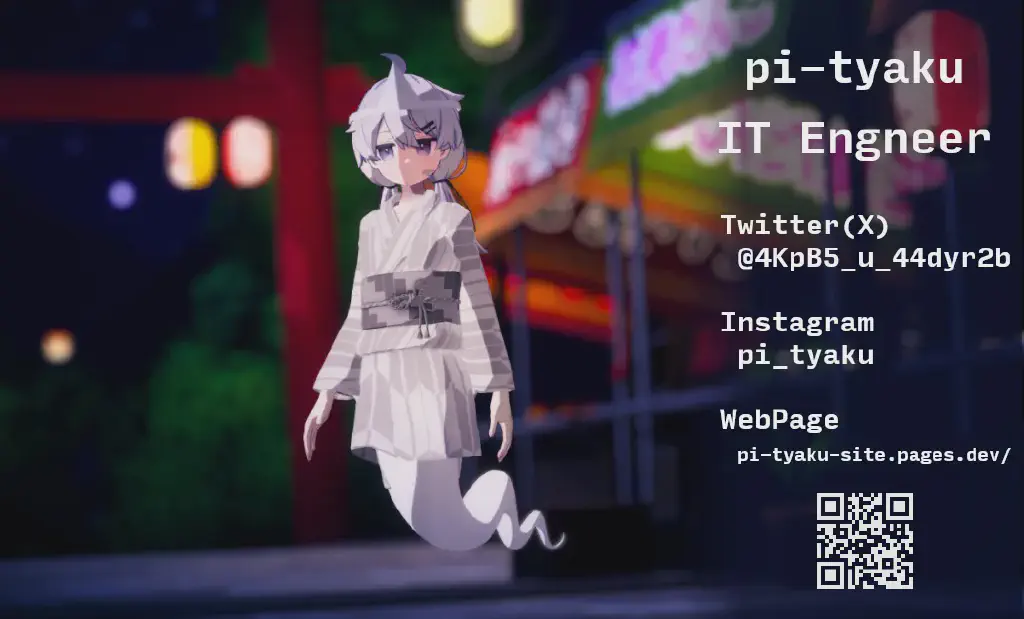 pi-tyaku
IT Engneer
Twitter(X)
@4KpB5_u_44dyr2b
Instagram
pi_tyaku
WebPage
pi-tyaku-site.pages.dev/